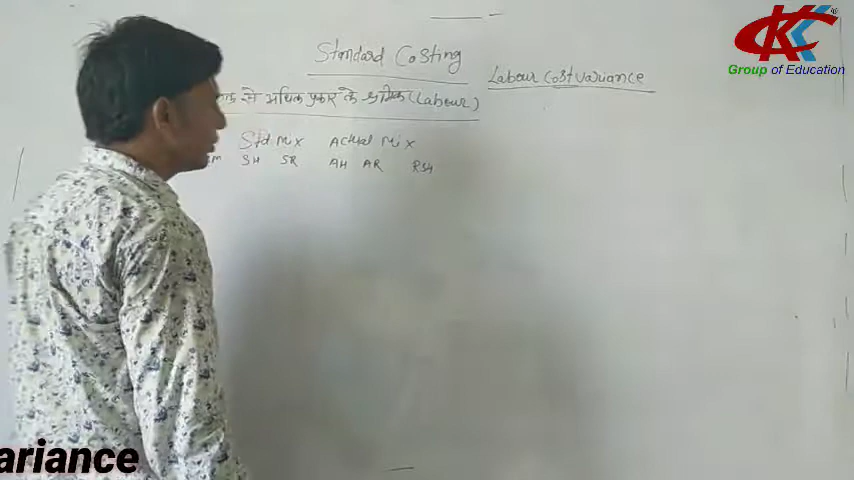 Standard Costing
Labour Cost variance
से अधिक प्रकार के श्रमिक (Labour)
Std Mix Actual Mix
SH SR AH AR RSH
CKK
Group of Education
ariance